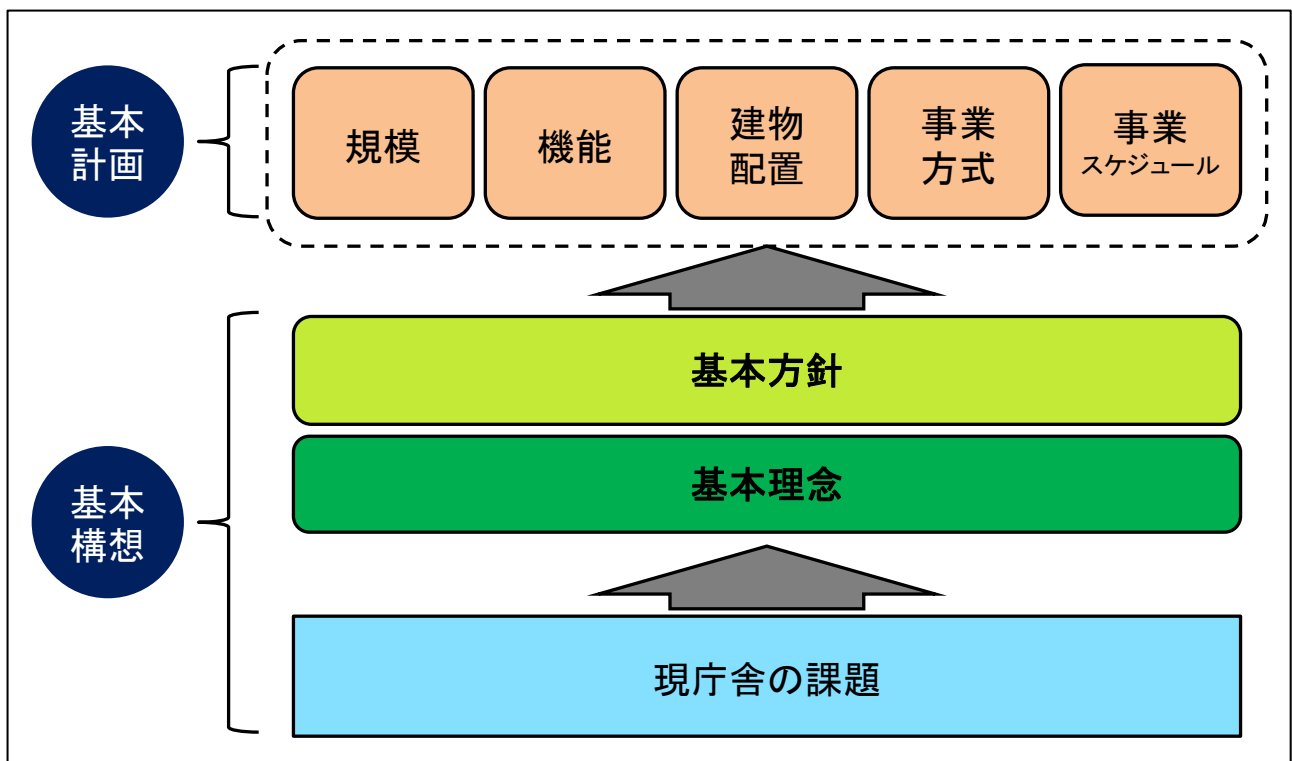 基本
計画
規模
機能
建物
配置
事業
方式
事業
スケジュール
基本方針
基本理念
基本
構想
現庁舎の課題